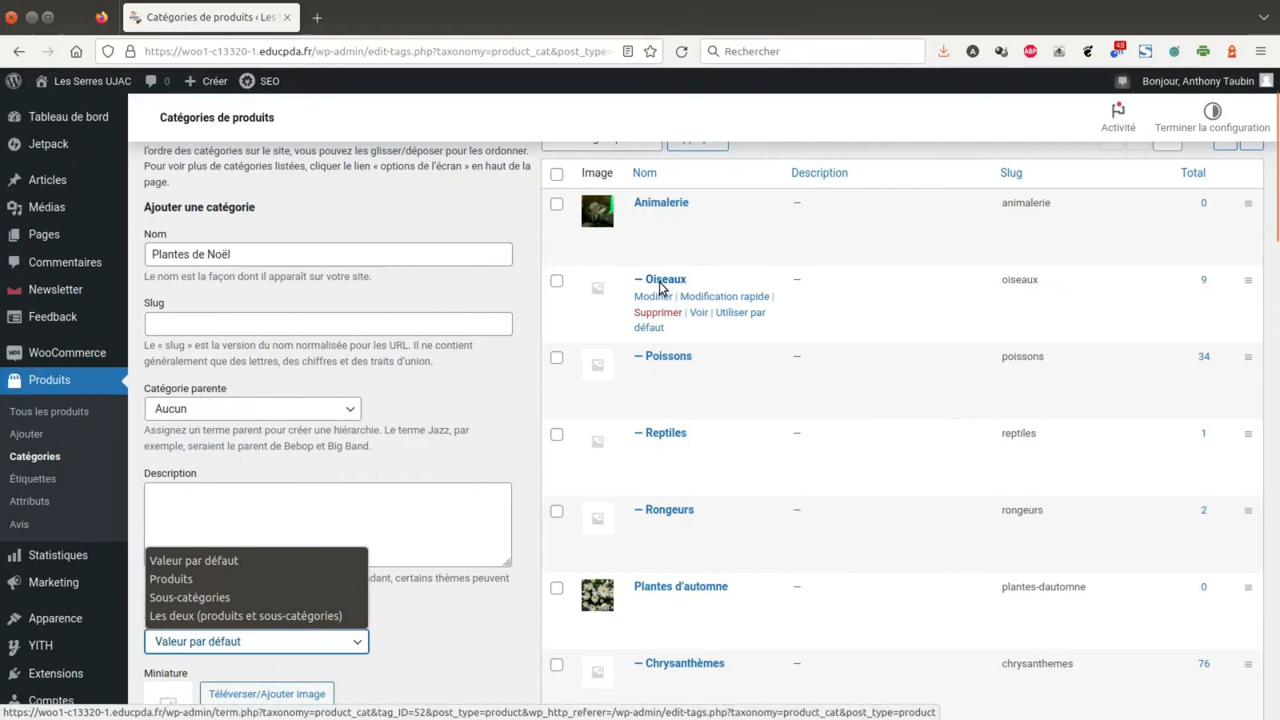 Catégories de produits ‹ Les
https://woo1-c13320-1.educpda.fr/wp-admin/edit-tags.php?taxonomy=product_cat&post_type=
Rechercher
ABP
48
Les Serres UJAC
0
Créer
SEO
Bonjour, Anthony Taubin
Tableau de bord
Jetpack
Articles
Médias
Pages
Commentaires
Newsletter
Feedback
WooCommerce
Produits
Tous les produits
Ajouter
Catégories
Étiquettes
Attributs
Avis
Statistiques
Marketing
Apparence
YITH
Extensions
Comptes
Catégories de produits
Activité
Terminer la configuration
l'ordre des catégories sur le site, vous pouvez les glisser/déposer pour les ordonner.
Pour voir plus de catégories listées, cliquer le lien « options de l'écran » en haut de la
page.
Ajouter une catégorie
Nom
Plantes de Noël
Le nom est la façon dont il apparaît sur votre site.
Slug
Le « slug » est la version du nom normalisée pour les URL. Il ne contient
généralement que des lettres, des chiffres et des traits d'union.
Catégorie parente
Aucun
Assignez un terme parent pour créer une hiérarchie. Le terme Jazz, par
exemple, seraient le parent de Bebop et Big Band.
Description
dant, certains thèmes peuvent
Valeur par défaut
Produits
Sous-catégories
Les deux (produits et sous-catégories)
Valeur par défaut
Miniature
Téléverser/Ajouter image
Image Nom Description Slug Total
Animalerie — animalerie 0
— Oiseaux — oiseaux 9
Modifier | Modification rapide |
Supprimer | Voir | Utiliser par
défaut
— Poissons — poissons 34
— Reptiles — reptiles 1
— Rongeurs — rongeurs 2
Plantes d'automne — plantes-dautomne 0
— Chrysanthèmes — chrysanthemes 76
https://woo1-c13320-1.educpda.fr/wp-admin/term.php?taxonomy=product_cat&tag_ID=52&post_type=product&wp_http_referer=/wp-admin/edit-tags.php?taxonomy=product_cat&post_type=product